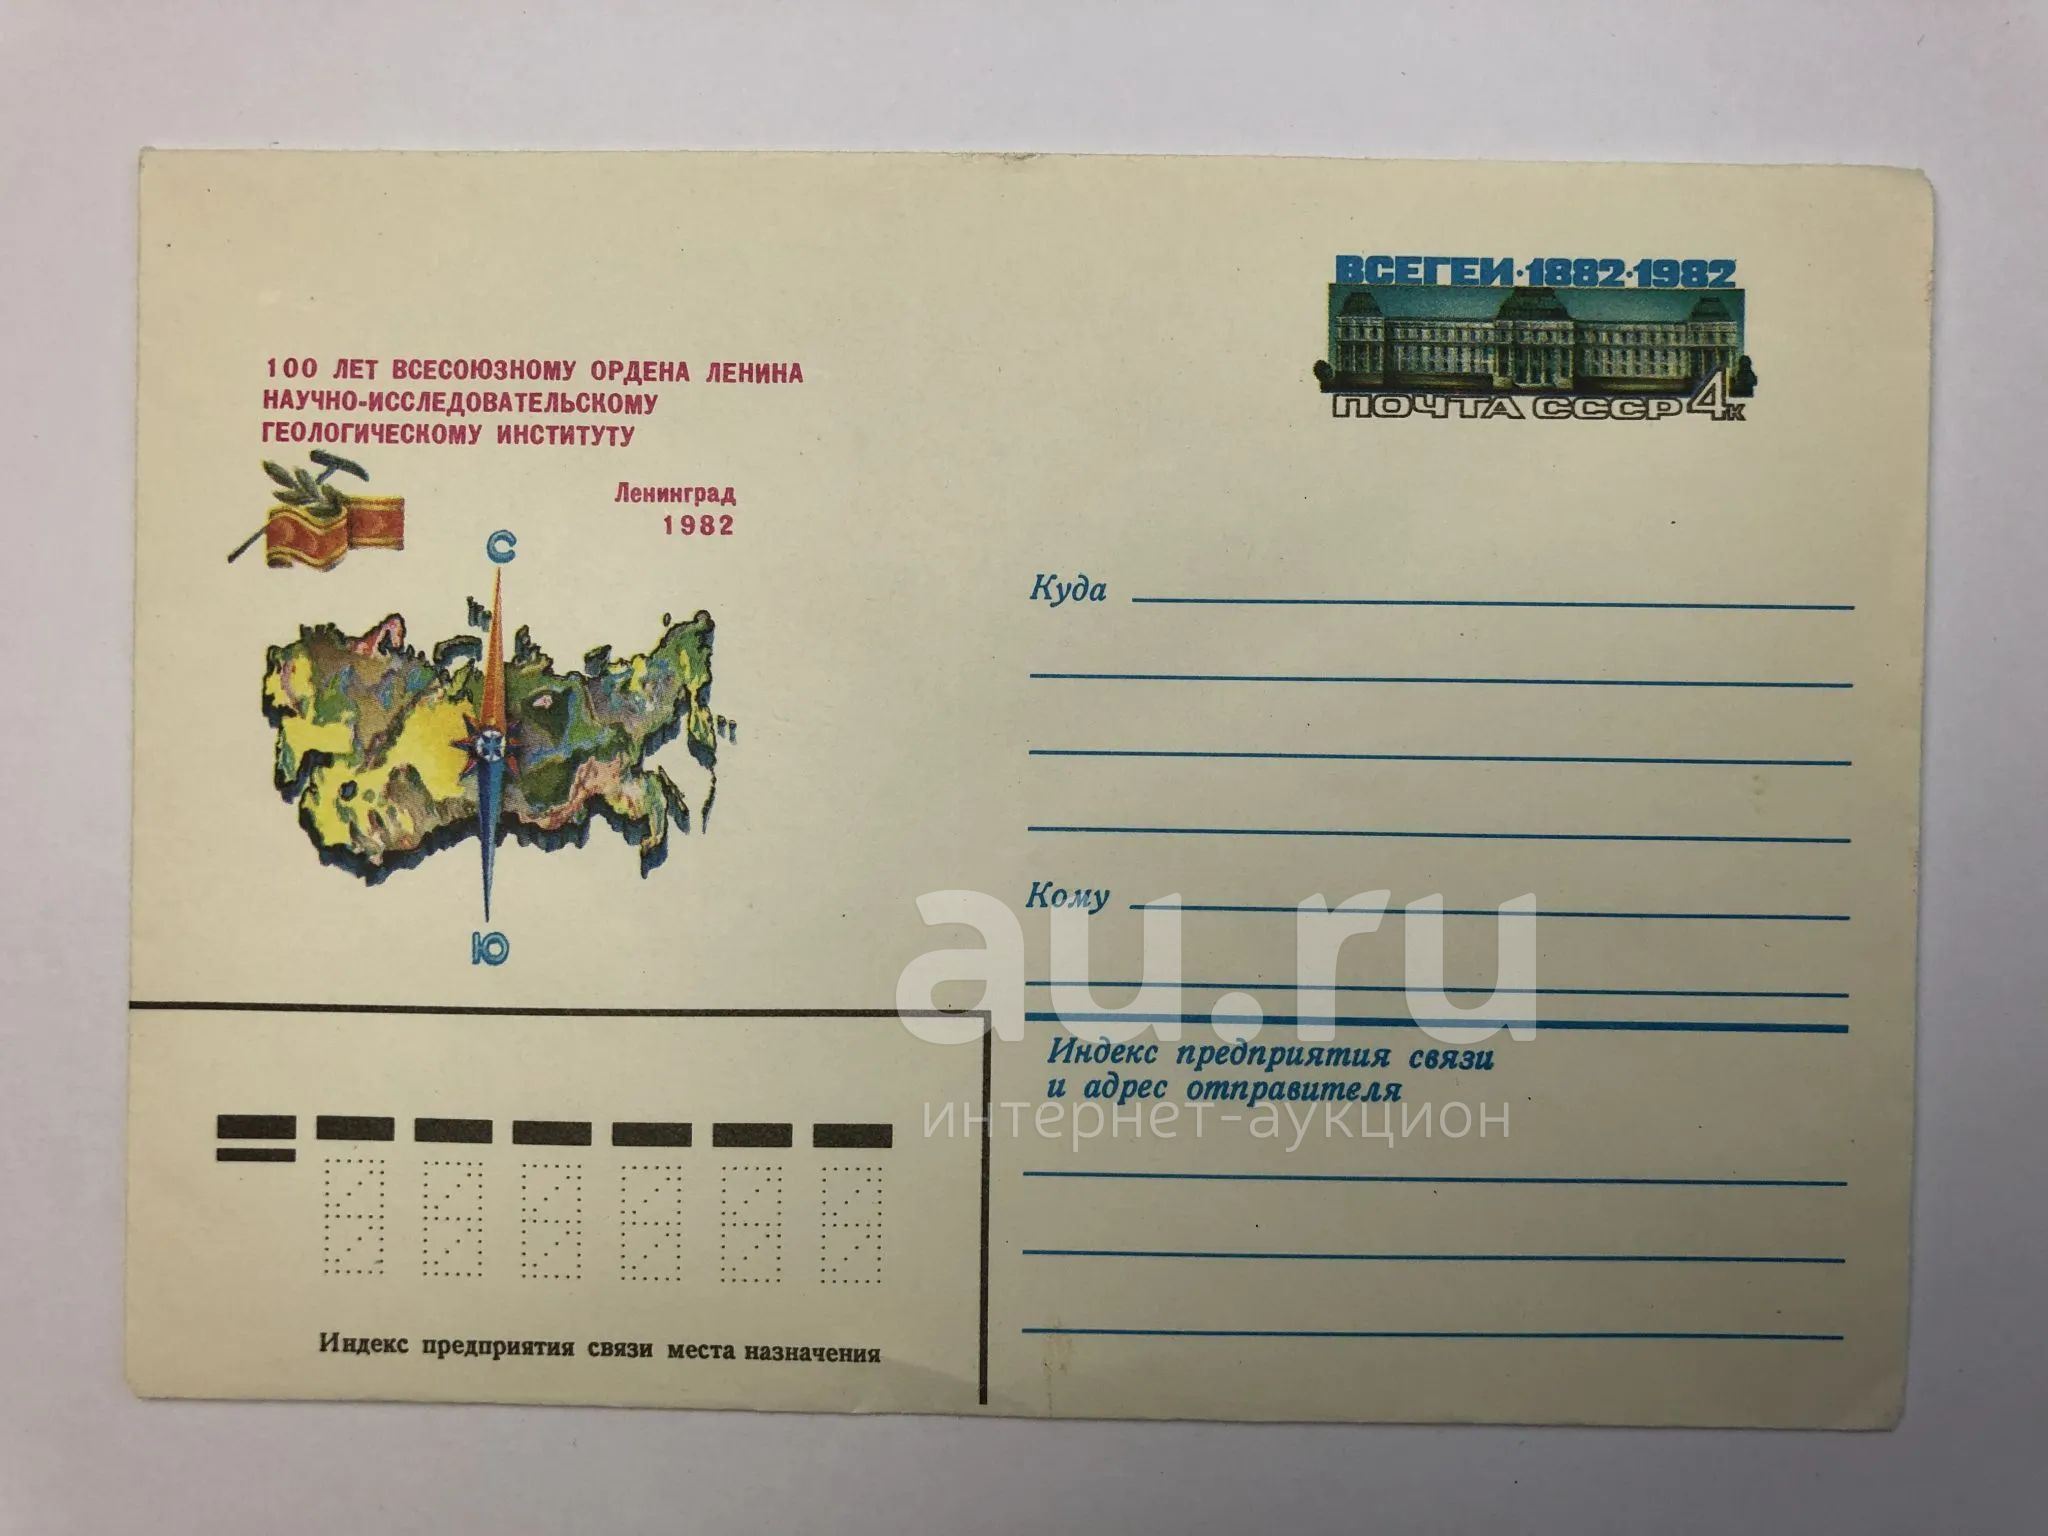 ВСЕГЕИ·1882·1982
ПОЧТА СССР 4к
100 ЛЕТ ВСЕСОЮЗНОМУ ОРДЕНА ЛЕНИНА
НАУЧНО-ИССЛЕДОВАТЕЛЬСКОМУ
ГЕОЛОГИЧЕСКОМУ ИНСТИТУТУ
Ленинград
1982
С
Ю
Куда
Кому
au.ru
Индекс предприятия связи
и адрес отправителя
интернет-аукцион
Индекс предприятия связи места назначения